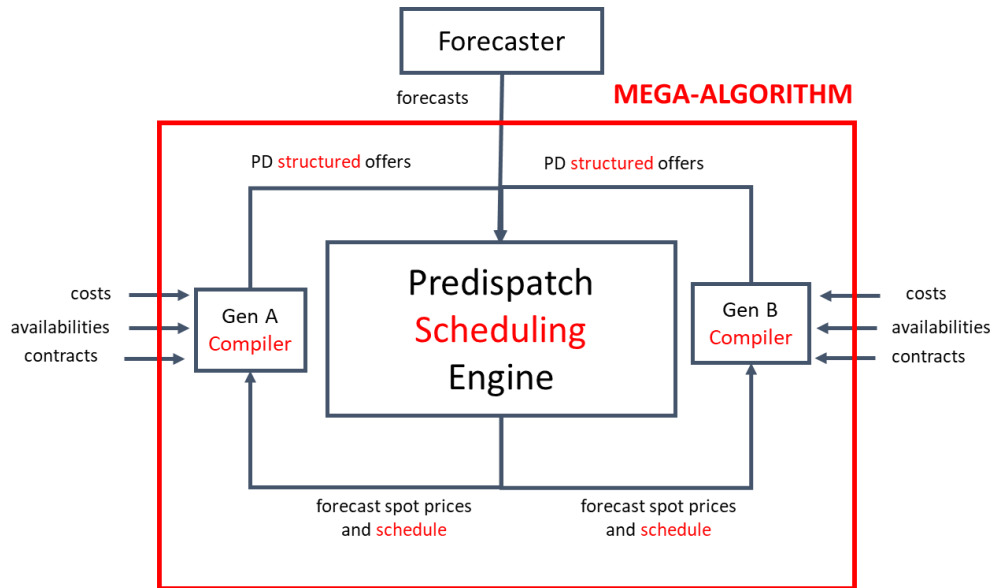 Forecaster
forecasts
MEGA-ALGORITHM
PD structured offers
PD structured offers
Predispatch
Scheduling
Engine
costs
availabilities
contracts
Gen A
Compiler
Gen B
Compiler
costs
availabilities
contracts
forecast spot prices
and schedule
forecast spot prices
and schedule